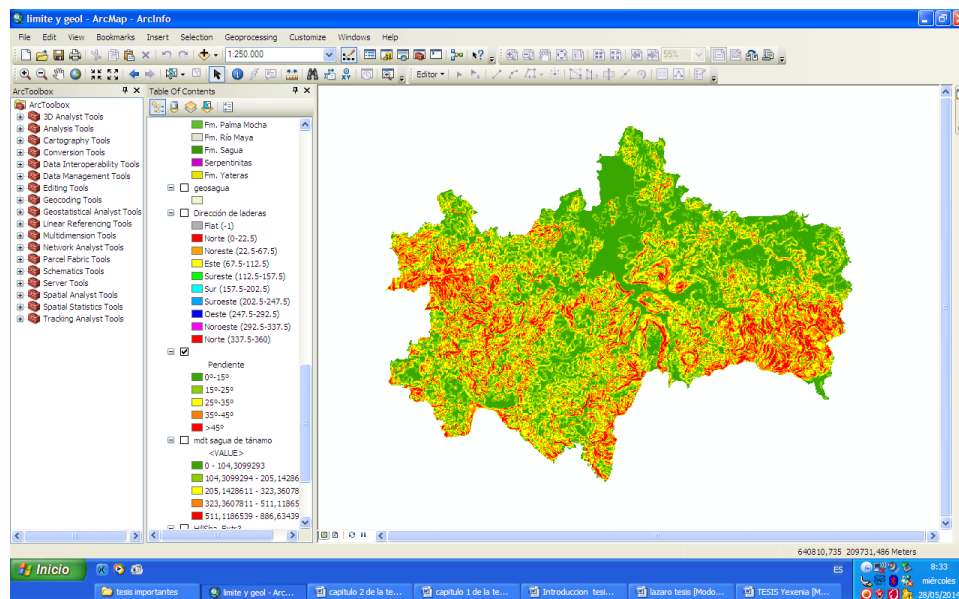 limite y geol - ArcMap - ArcInfo
File Edit View Bookmarks Insert Selection Geoprocessing Customize Windows Help
1:250.000
55%
Editor
ArcToolbox
ArcToolbox
3D Analyst Tools
Analysis Tools
Cartography Tools
Conversion Tools
Data Interoperability Tools
Data Management Tools
Editing Tools
Geocoding Tools
Geostatistical Analyst Tools
Linear Referencing Tools
Multidimension Tools
Network Analyst Tools
Parcel Fabric Tools
Schematics Tools
Server Tools
Spatial Analyst Tools
Spatial Statistics Tools
Tracking Analyst Tools
Table Of Contents
Fm. Palma Mocha
Fm. Río Maya
Fm. Sagua
Serpentinitas
Fm. Yateras
geosagua
Dirección de laderas
Flat (-1)
Norte (0-22.5)
Noreste (22.5-67.5)
Este (67.5-112.5)
Sureste (112.5-157.5)
Sur (157.5-202.5)
Suroeste (202.5-247.5)
Oeste (247.5-292.5)
Noroeste (292.5-337.5)
Norte (337.5-360)
Pendiente
0º-15º
15º-25º
25º-35º
35º-45º
>45º
mdt sagua de tánamo
<VALUE>
0 - 104,3099293
104,3099294 - 205,14286
205,1428611 - 323,36078
323,3607811 - 511,11865
511,1186539 - 886,63439
640810,735 209731,486 Meters
Inicio
ES
8:33
miércoles
28/05/2014
tesis importantes
limite y geol - Arc...
capitulo 2 de la te...
capitulo 1 de la te...
Introduccion tesi...
lazaro tesis [Modo...
TESIS Yexenia [M...